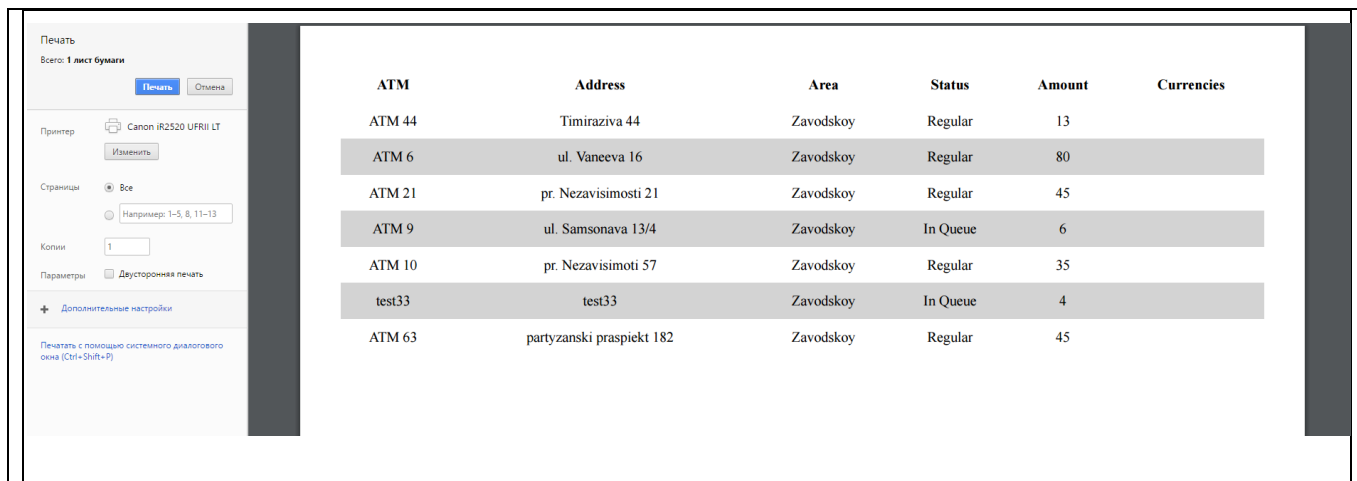 Печать
Всего: 1 лист бумаги
Печать Отмена
Принтер Canon iR2520 UFRII LT
Изменить
Страницы Все
Например: 1–5, 8, 11–13
Копии 1
Параметры Двусторонняя печать
+ Дополнительные настройки
Печатать с помощью системного диалогового
окна (Ctrl+Shift+P)
ATM Address Area Status Amount Currencies
ATM 44 Timiraziva 44 Zavodskoy Regular 13
ATM 6 ul. Vaneeva 16 Zavodskoy Regular 80
ATM 21 pr. Nezavisimosti 21 Zavodskoy Regular 45
ATM 9 ul. Samsonava 13/4 Zavodskoy In Queue 6
ATM 10 pr. Nezavisimoti 57 Zavodskoy Regular 35
test33 test33 Zavodskoy In Queue 4
ATM 63 partyzanski praspiekt 182 Zavodskoy Regular 45